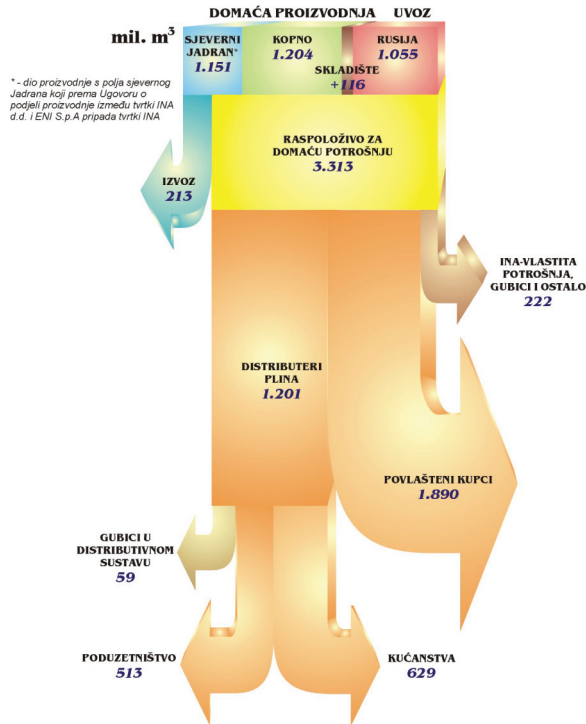 DOMAĆA PROIZVODNJA UVOZ
mil. m³
SJEVERNI
JADRAN*
1.151
KOPNO
1.204
RUSIJA
1.055
SKLADIŠTE
+116
* - dio proizvodnje s polja sjevernog
Jadrana koji prema Ugovoru o
podjeli proizvodnje između tvrtki INA
d.d. i ENI S.p.A pripada tvrtki INA
RASPOLOŽIVO ZA
DOMAĆU POTROŠNJU
3.313
IZVOZ
213
INA-VLASTITA
POTROŠNJA,
GUBICI I OSTALO
222
DISTRIBUTERI
PLINA
1.201
POVLAŠTENI KUPCI
1.890
GUBICI U
DISTRIBUTIVNOM
SUSTAVU
59
PODUZETNIŠTVO
513
KUĆANSTVA
629